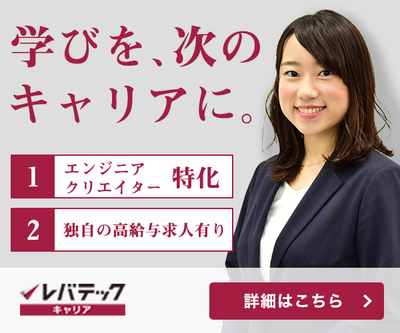 学びを、次の
キャリアに。
1 エンジニア
クリエイター 特化
2 独自の高給与求人有り
レバテック
キャリア
詳細はこちら